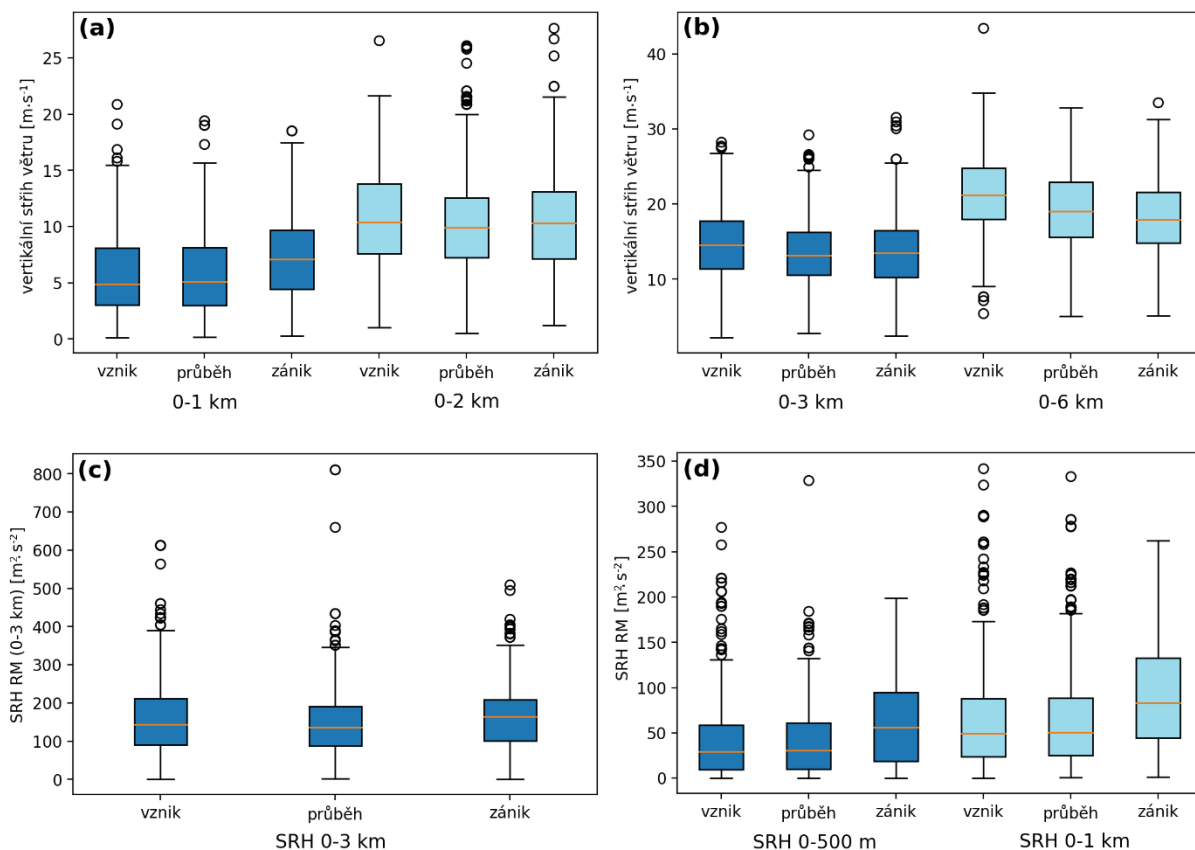 (a)
vertikální střih větru [m·s⁻¹]
25
20
15
10
5
0
vznik průběh zánik vznik průběh zánik
0-1 km 0-2 km
(b)
vertikální střih větru [m·s⁻¹]
40
30
20
10
vznik průběh zánik vznik průběh zánik
0-3 km 0-6 km
(c)
SRH RM (0-3 km) [m²·s⁻²]
800
700
600
500
400
300
200
100
0
vznik průběh zánik
SRH 0-3 km
(d)
SRH RM [m²·s⁻²]
350
300
250
200
150
100
50
0
vznik průběh zánik vznik průběh zánik
SRH 0-500 m SRH 0-1 km